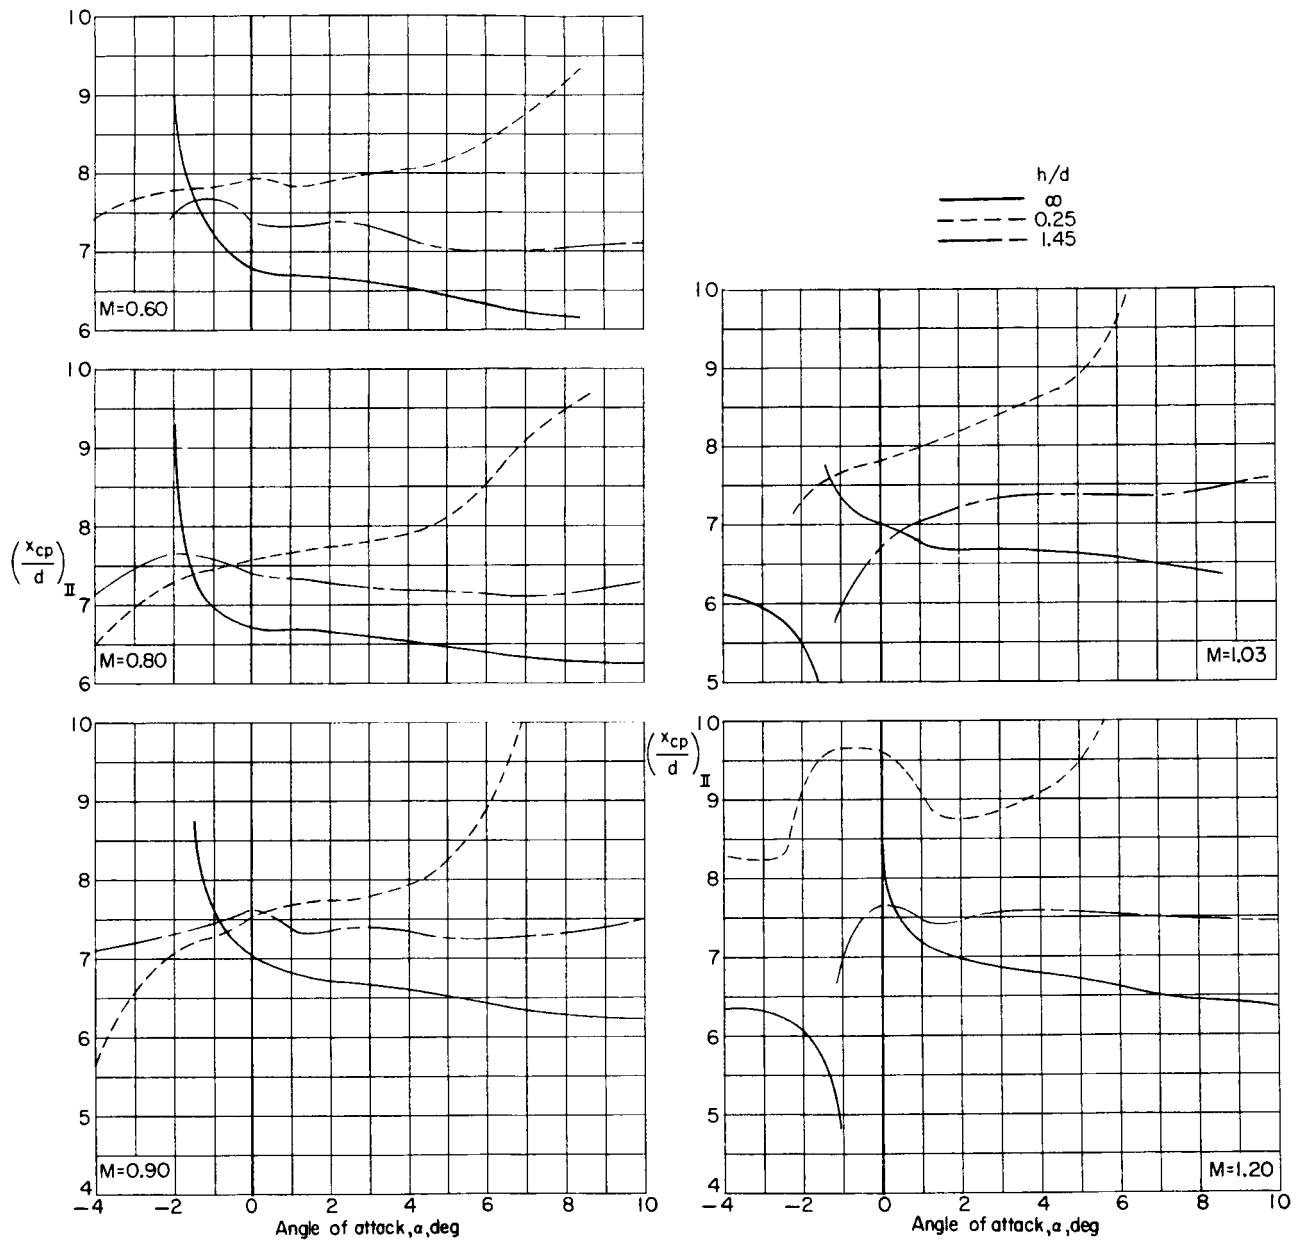 10
9
8
7
6
M=0.60
h/d
∞
0.25
1.45
10
9
8
7
6
M=0.80
(x_cp/d)_II
10
9
8
7
6
5
M=1.03
10
9
8
7
6
5
4
M=0.90
-4 -2 0 2 4 6 8 10
Angle of attack, α, deg
(x_cp/d)_II
10
9
8
7
6
5
4
M=1.20
-4 -2 0 2 4 6 8 10
Angle of attack, α, deg